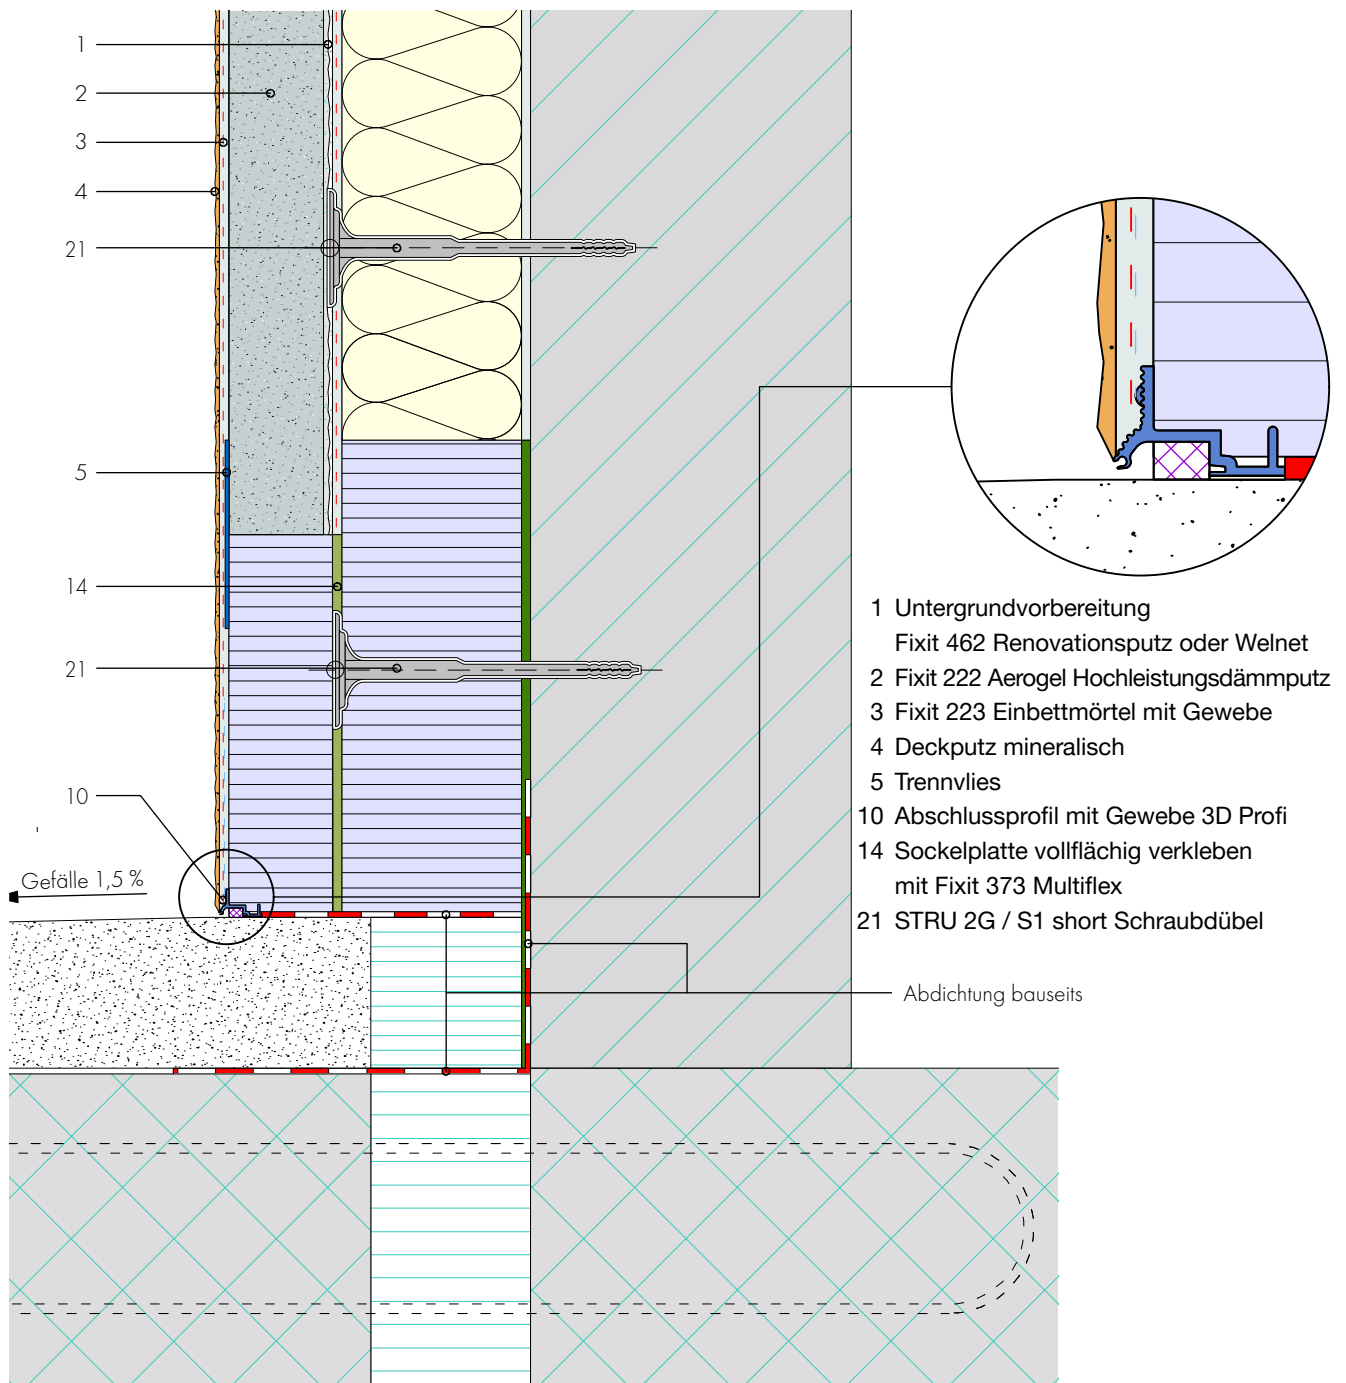 1
2
3
4
21
5
14
21
10
Gefälle 1,5 %
1 Untergrundvorbereitung
Fixit 462 Renovationsputz oder Welnet
2 Fixit 222 Aerogel Hochleistungsdämmputz
3 Fixit 223 Einbettmörtel mit Gewebe
4 Deckputz mineralisch
5 Trennvlies
10 Abschlussprofil mit Gewebe 3D Profi
14 Sockelplatte vollflächig verkleben
mit Fixit 373 Multiflex
21 STRU 2G / S1 short Schraubdübel
Abdichtung bauseits